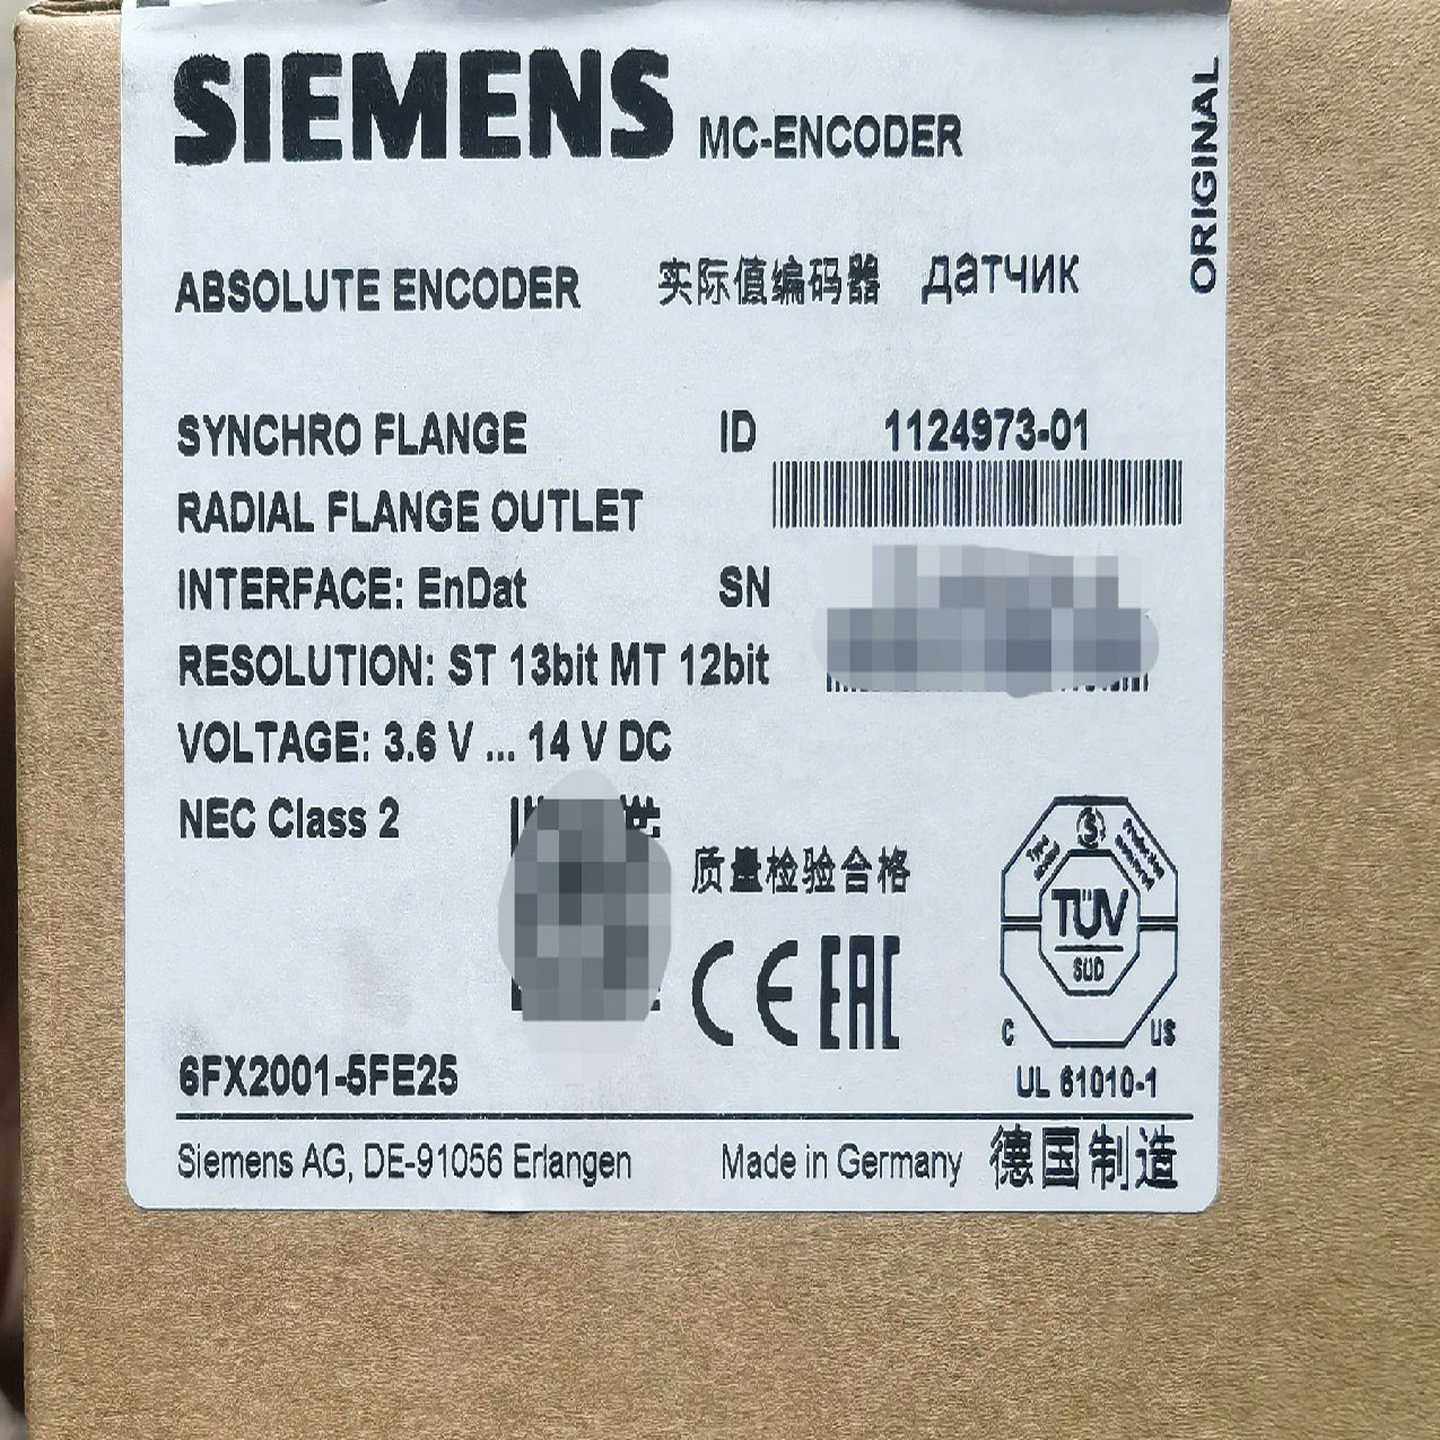 SIEMENS MC-ENCODER
ORIGINAL
ABSOLUTE ENCODER 实际值编码器 датчик
SYNCHRO FLANGE ID 1124973-01
RADIAL FLANGE OUTLET
INTERFACE: EnDat SN
RESOLUTION: ST 13bit MT 12bit
VOLTAGE: 3.6 V ... 14 V DC
NEC Class 2
质量检验合格
TÜV
SÜD
CE EAC
C US
6FX2001-5FE25 UL 61010-1
Siemens AG, DE-91056 Erlangen Made in Germany 德国制造